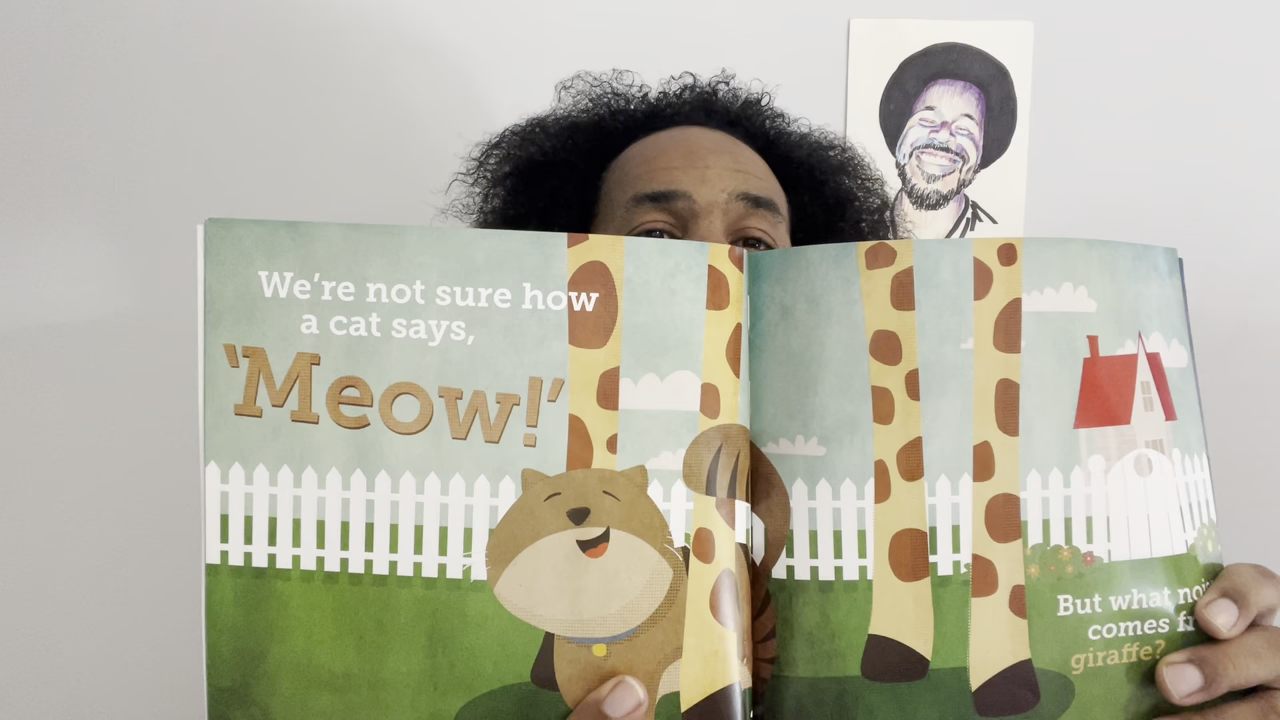 We're not sure how
a cat says,
'Meow!'
But what
comes
giraffe?